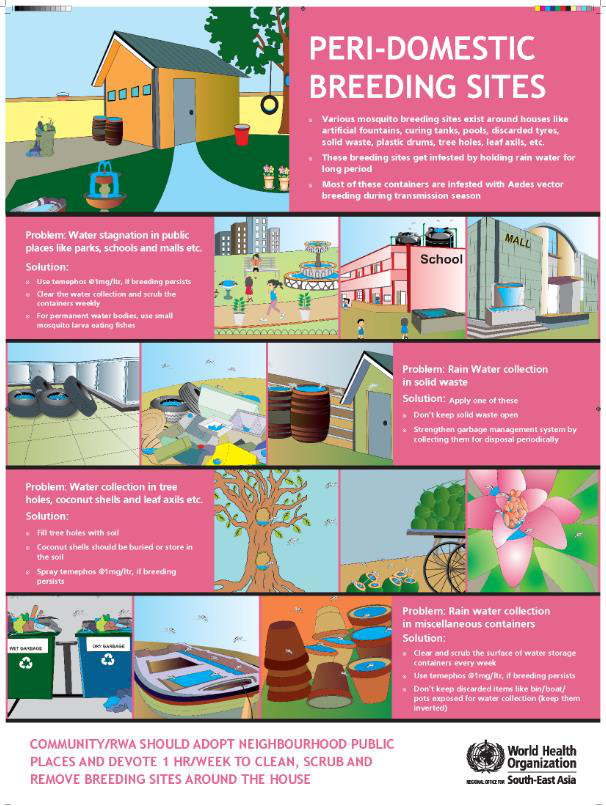 PERI-DOMESTIC
BREEDING SITES
Various mosquito breeding sites exist around houses like
artificial fountains, curing tanks, pools, discarded tyres,
solid waste, plastic drums, tree holes, leaf axils, etc.
These breeding sites get infested by holding rain water for
long period
Most of these containers are infested with Aedes vector
breeding during transmission season
Problem: Water stagnation in public
places like parks, schools and malls etc.
Solution:
Use temephos @1mg/ltr, if breeding persists
Clear the water collection and scrub the
containers weekly
For permanent water bodies, use small
mosquito larva eating fishes
School
MALL
Problem: Rain Water collection
in solid waste
Solution: Apply one of these
Don't keep solid waste open
Strengthen garbage management system by
collecting them for disposal periodically
Problem: Water collection in tree
holes, coconut shells and leaf axils etc.
Solution:
Fill tree holes with soil
Coconut shells should be buried or store in
the soil
Spray temephos @1mg/ltr, if breeding
persists
WET GARBAGE
DRY GARBAGE
Problem: Rain water collection
in miscellaneous containers
Solution:
Clear and scrub the surface of water storage
containers every week
Use temephos @1mg/ltr, if breeding persists
Don't keep discarded items like bin/boat/
pots exposed for water collection (keep them
inverted)
COMMUNITY/RWA SHOULD ADOPT NEIGHBOURHOOD PUBLIC
PLACES AND DEVOTE 1 HR/WEEK TO CLEAN, SCRUB AND
REMOVE BREEDING SITES AROUND THE HOUSE
World Health
Organization
REGIONAL OFFICE FOR South-East Asia